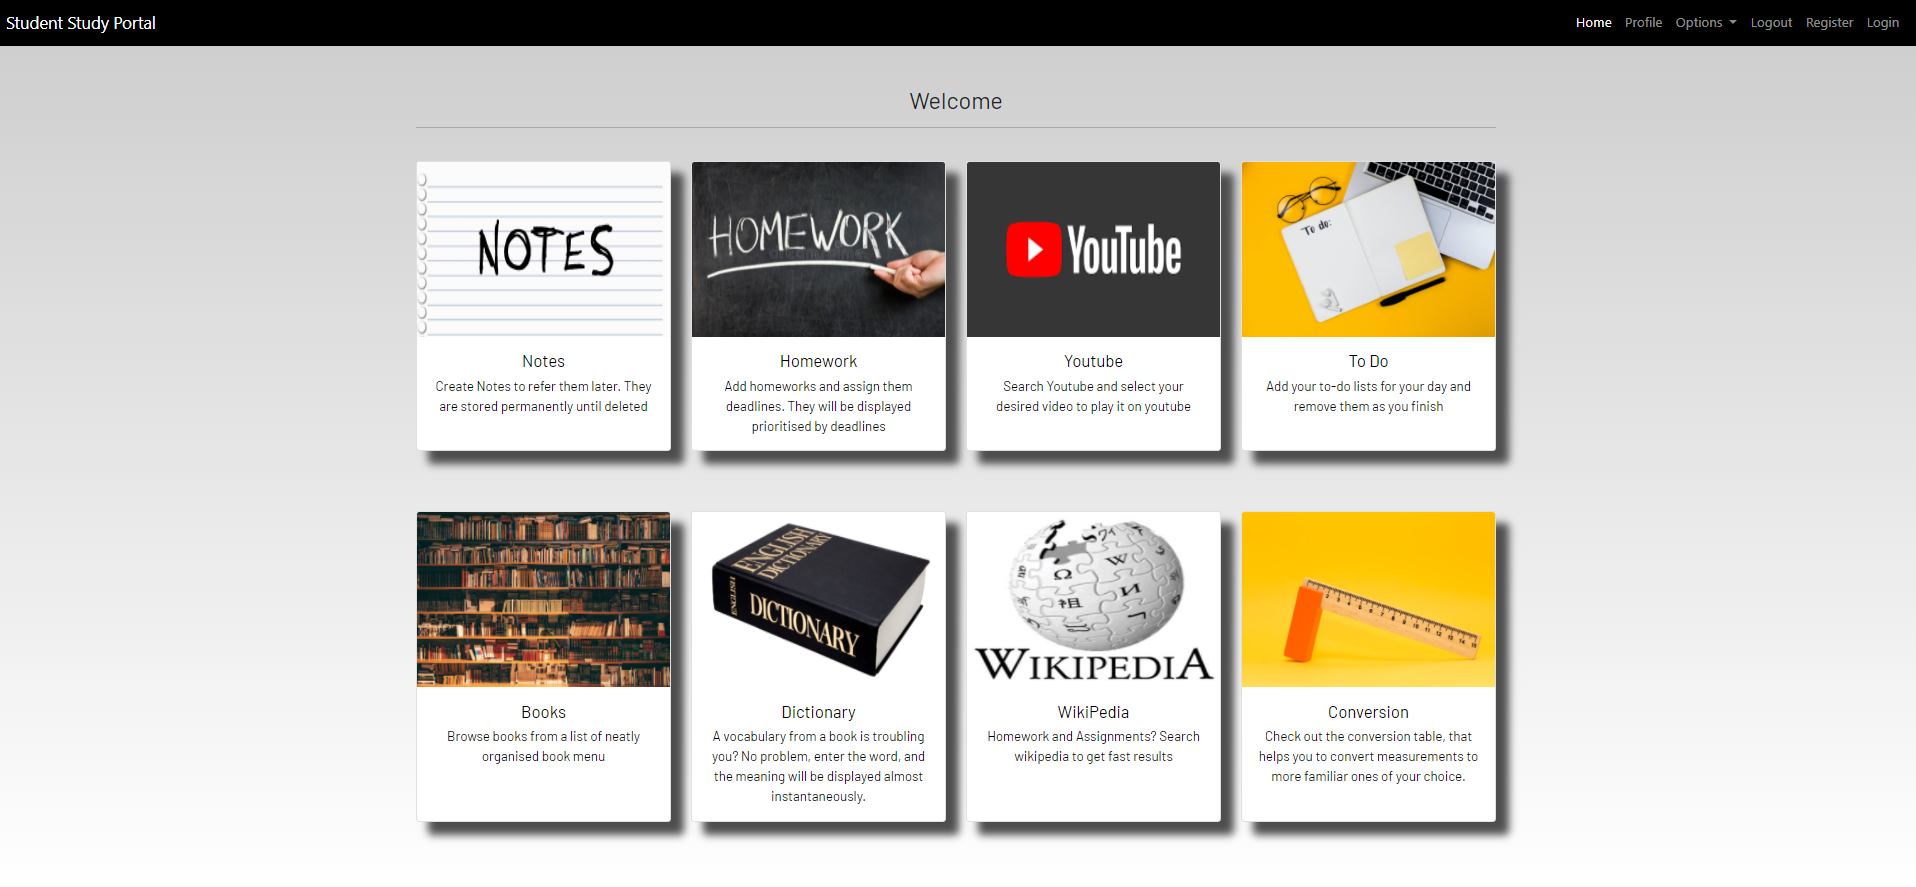 Student Study Portal
Home Profile Options Logout Register Login
Welcome
NOTES
HOMEWORK
YouTube
To do:
Notes
Create Notes to refer them later. They
are stored permanently until deleted
Homework
Add homeworks and assign them
deadlines. They will be displayed
prioritised by deadlines
Youtube
Search Youtube and select your
desired video to play it on youtube
To Do
Add your to-do lists for your day and
remove them as you finish
ENGLISH
DICTIONARY
ENGLISH
DICTIONARY
Ω
W
祖
И
WIKIPEDIA
Books
Browse books from a list of neatly
organised book menu
Dictionary
A vocabulary from a book is troubling
you? No problem, enter the word, and
the meaning will be displayed almost
instantaneously.
WikiPedia
Homework and Assignments? Search
wikipedia to get fast results
Conversion
Check out the conversion table, that
helps you to convert measurements to
more familiar ones of your choice.